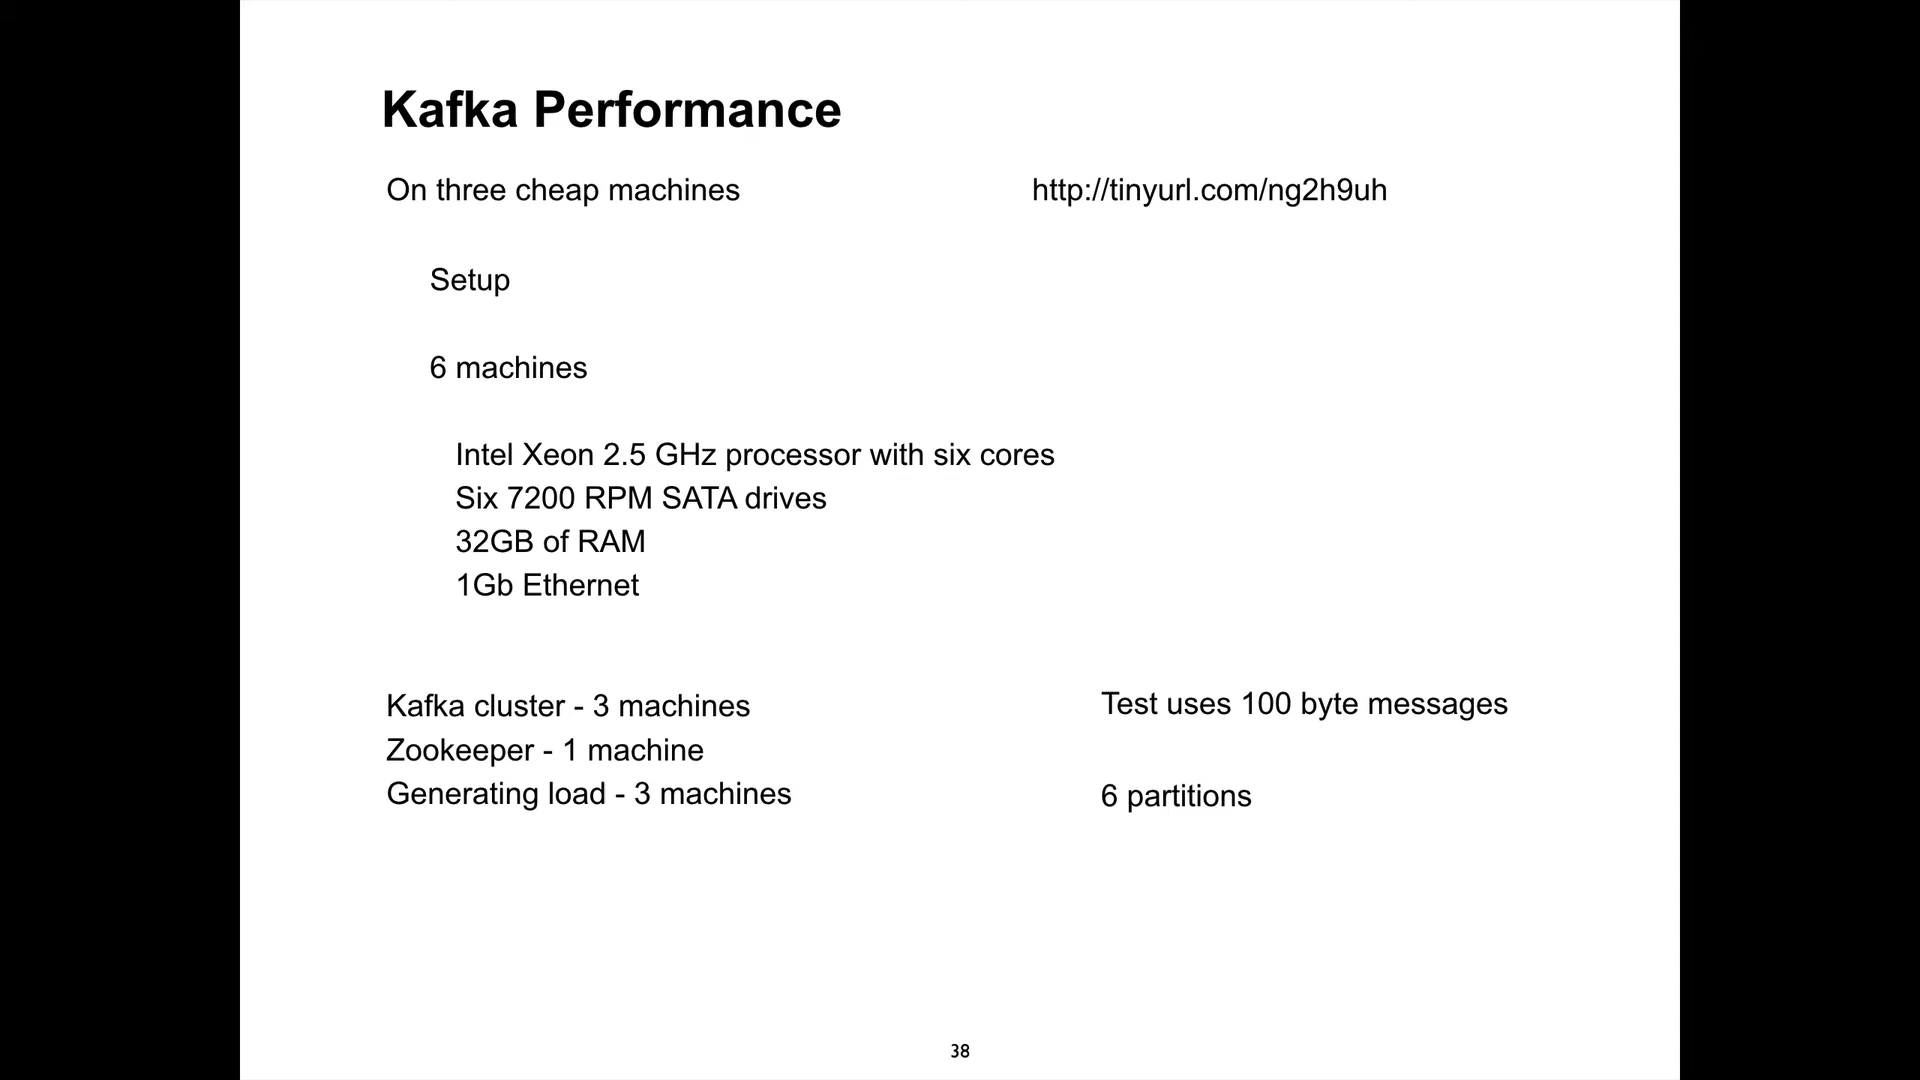 Kafka Performance
On three cheap machines
http://tinyurl.com/ng2h9uh
Setup
6 machines
Intel Xeon 2.5 GHz processor with six cores
Six 7200 RPM SATA drives
32GB of RAM
1Gb Ethernet
Kafka cluster - 3 machines
Zookeeper - 1 machine
Generating load - 3 machines
Test uses 100 byte messages
6 partitions
38